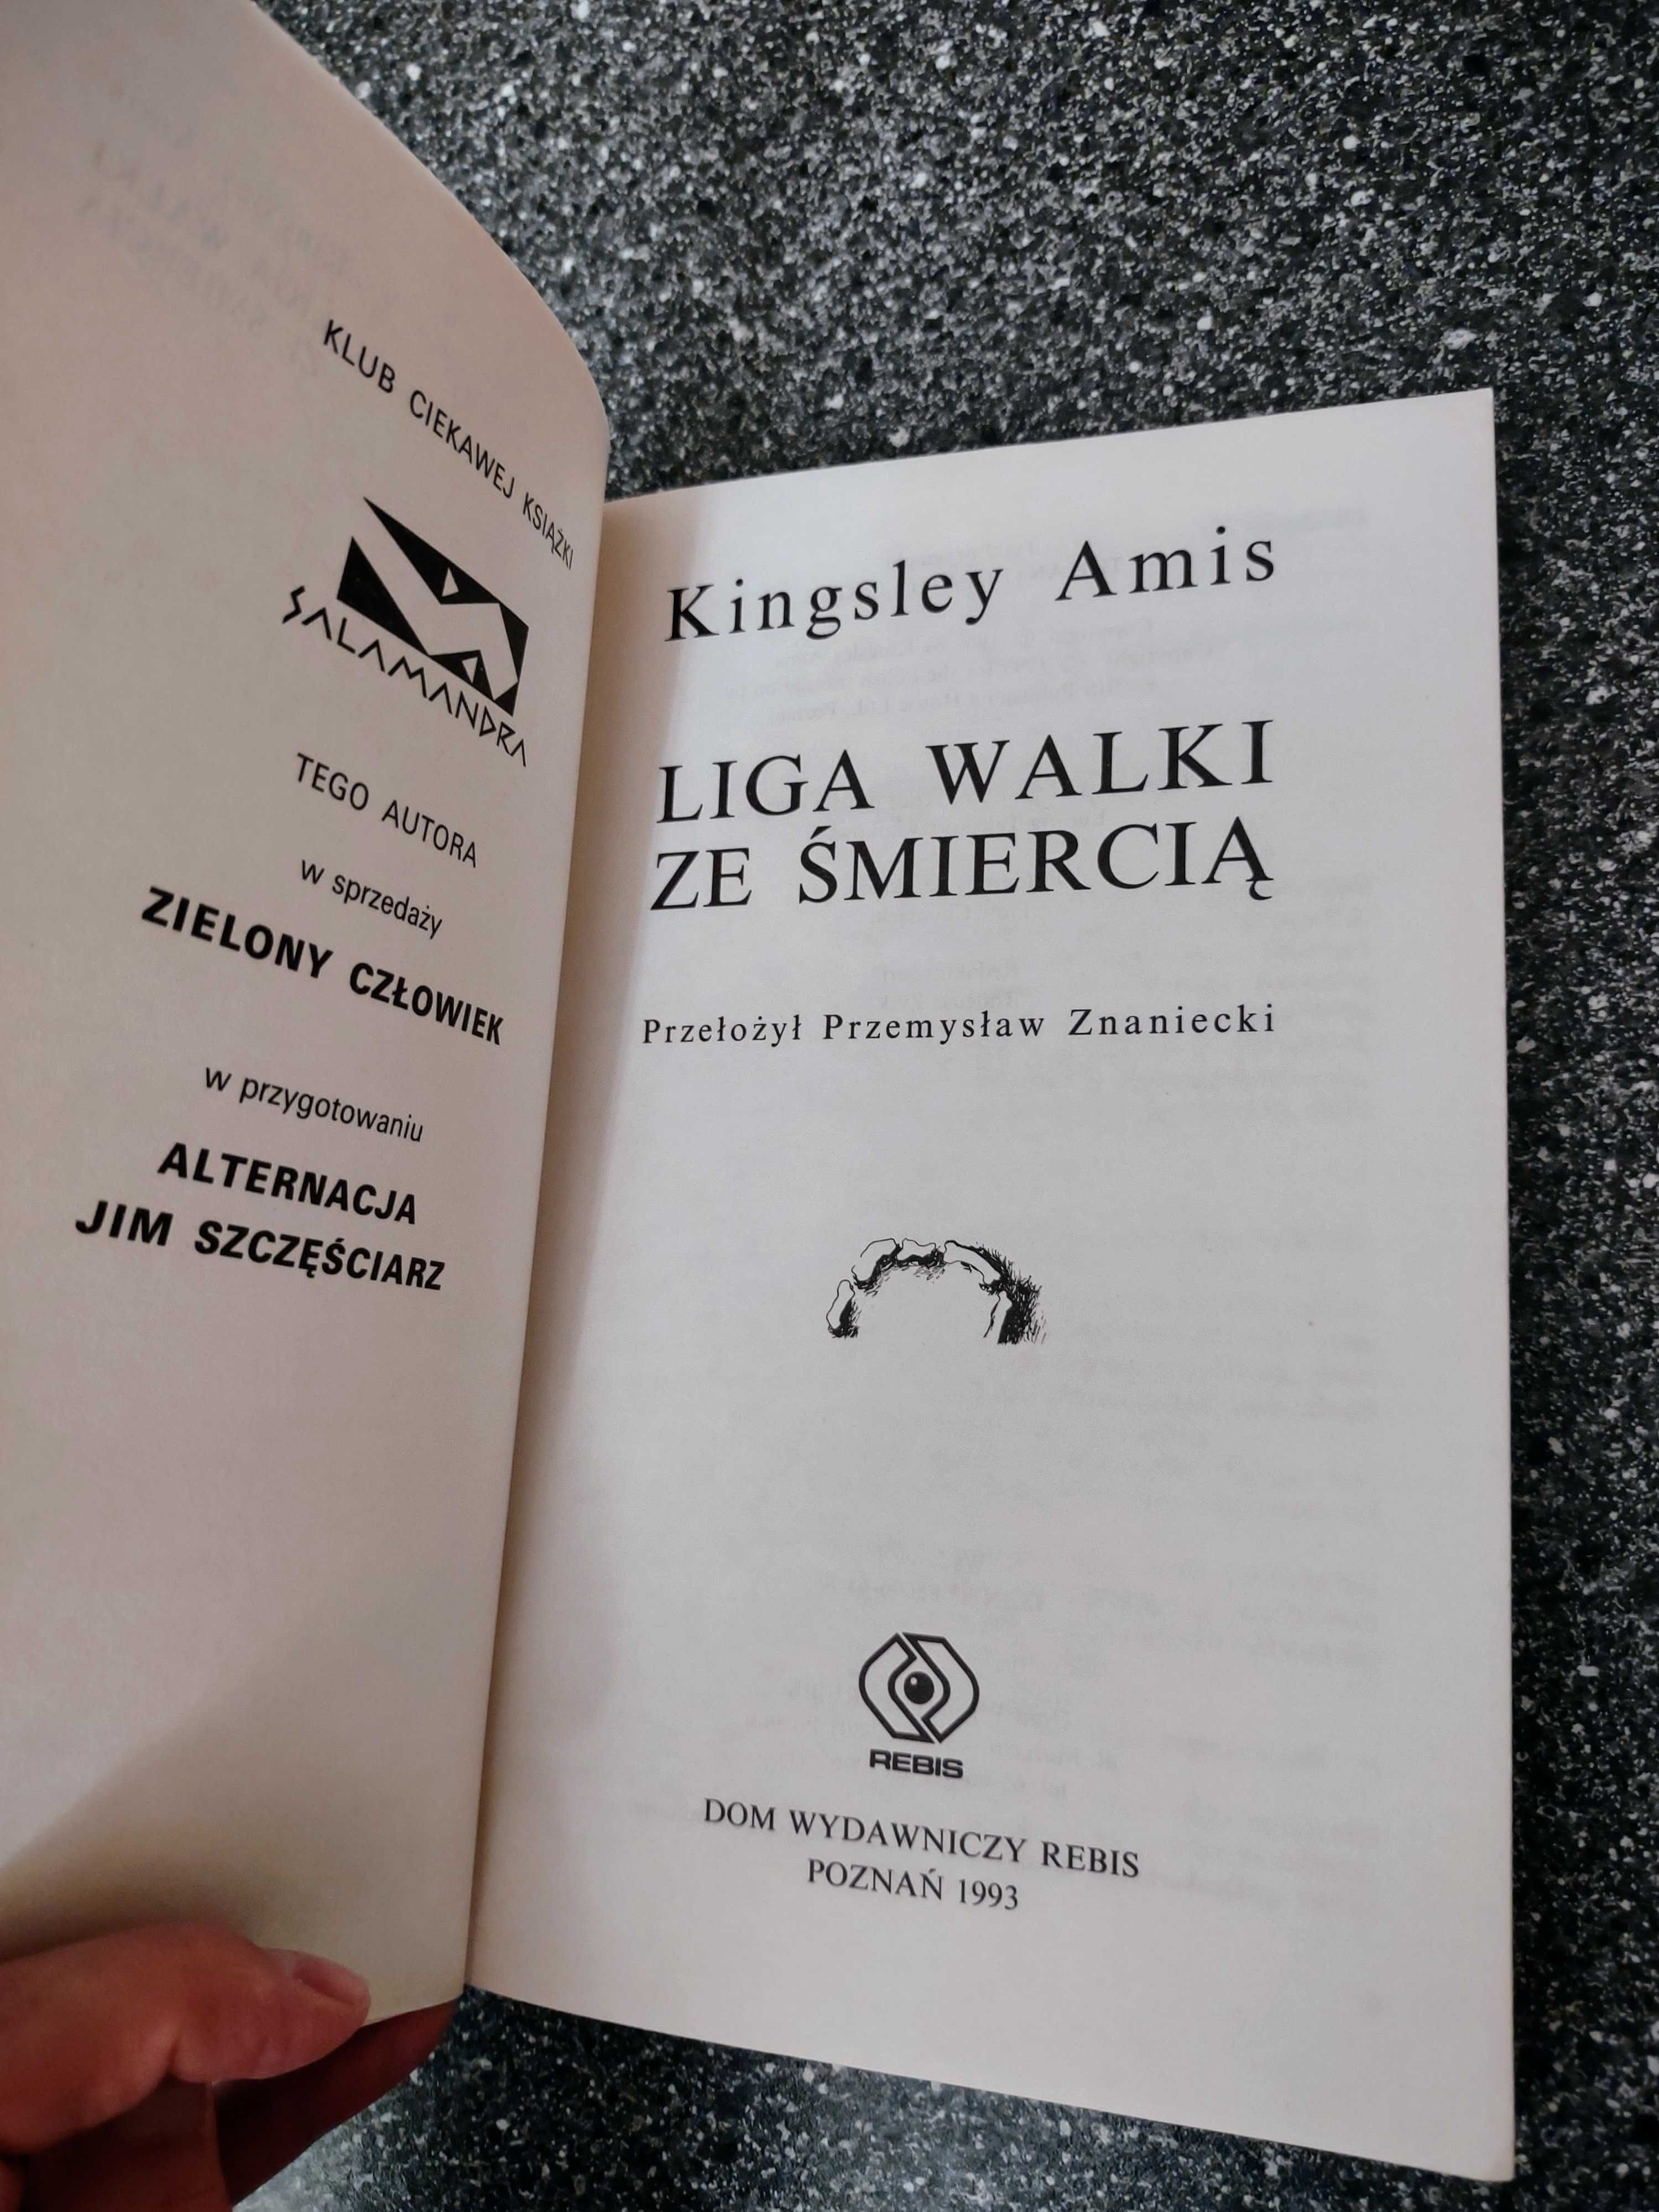 KLUB CIEKAWEJ KSIĄŻKI
SALAMANDRA
TEGO AUTORA
w sprzedaży
ZIELONY CZŁOWIEK
w przygotowaniu
ALTERNACJA
JIM SZCZĘŚCIARZ
Kingsley Amis
LIGA WALKI
ZE ŚMIERCIĄ
Przełożył Przemysław Znaniecki
REBIS
DOM WYDAWNICZY REBIS
POZNAŃ 1993